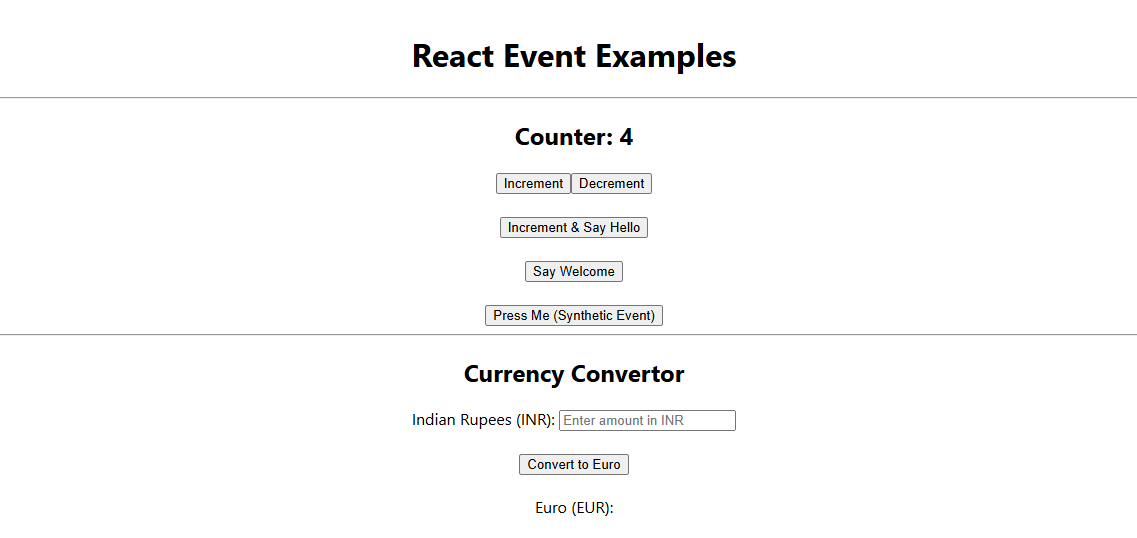 React Event Examples
Counter: 4
Increment Decrement
Increment & Say Hello
Say Welcome
Press Me (Synthetic Event)
Currency Convertor
Indian Rupees (INR): Enter amount in INR
Convert to Euro
Euro (EUR):